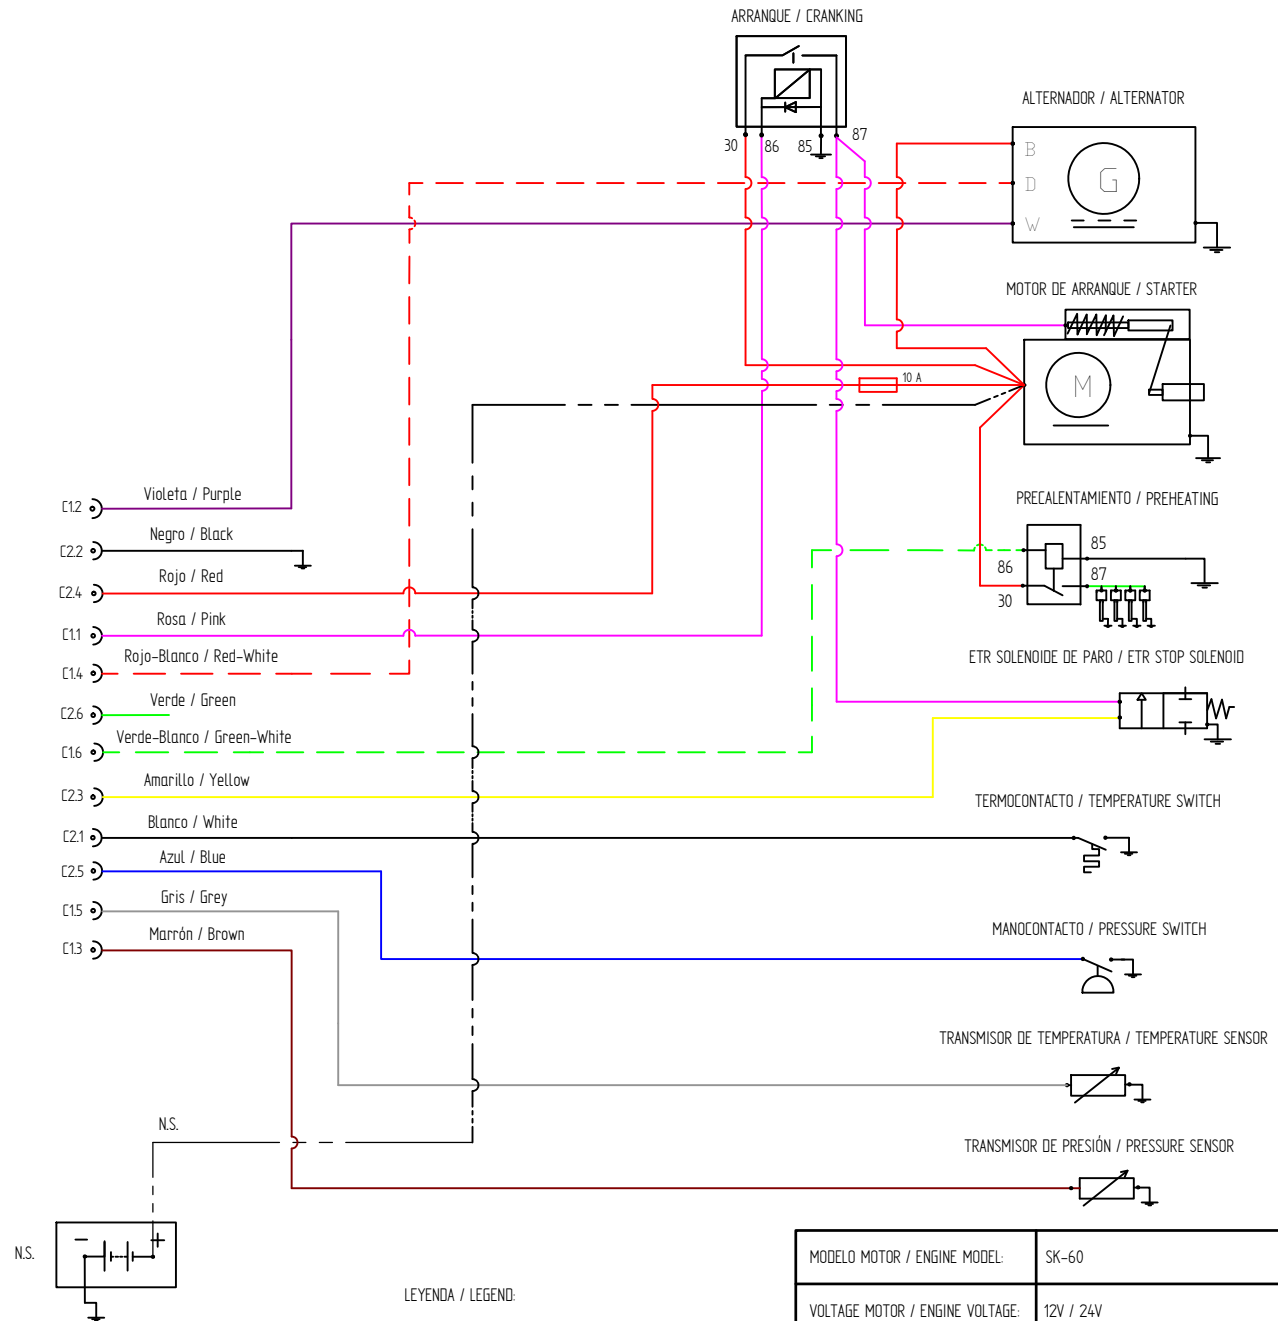 ARRANQUE / CRANKING
30
86
85
87
ALTERNADOR / ALTERNATOR
B
D
W
G
MOTOR DE ARRANQUE / STARTER
M
10 A
PRECALENTAMIENTO / PREHEATING
85
86
87
30
ETR SOLENOIDE DE PARO / ETR STOP SOLENOID
TERMOCONTACTO / TEMPERATURE SWITCH
MANOCONTACTO / PRESSURE SWITCH
TRANSMISOR DE TEMPERATURA / TEMPERATURE SENSOR
TRANSMISOR DE PRESIÓN / PRESSURE SENSOR
C1.2 Violeta / Purple
C2.2 Negro / Black
C2.4 Rojo / Red
C1.1 Rosa / Pink
C1.4 Rojo-Blanco / Red-White
C2.6 Verde / Green
C1.6 Verde-Blanco / Green-White
C2.3 Amarillo / Yellow
C2.1 Blanco / White
C2.5 Azul / Blue
C1.5 Gris / Grey
C1.3 Marrón / Brown
N.S.
N.S.
- +
LEYENDA / LEGEND:
MODELO MOTOR / ENGINE MODEL: SK-60
VOLTAGE MOTOR / ENGINE VOLTAGE: 12V / 24V